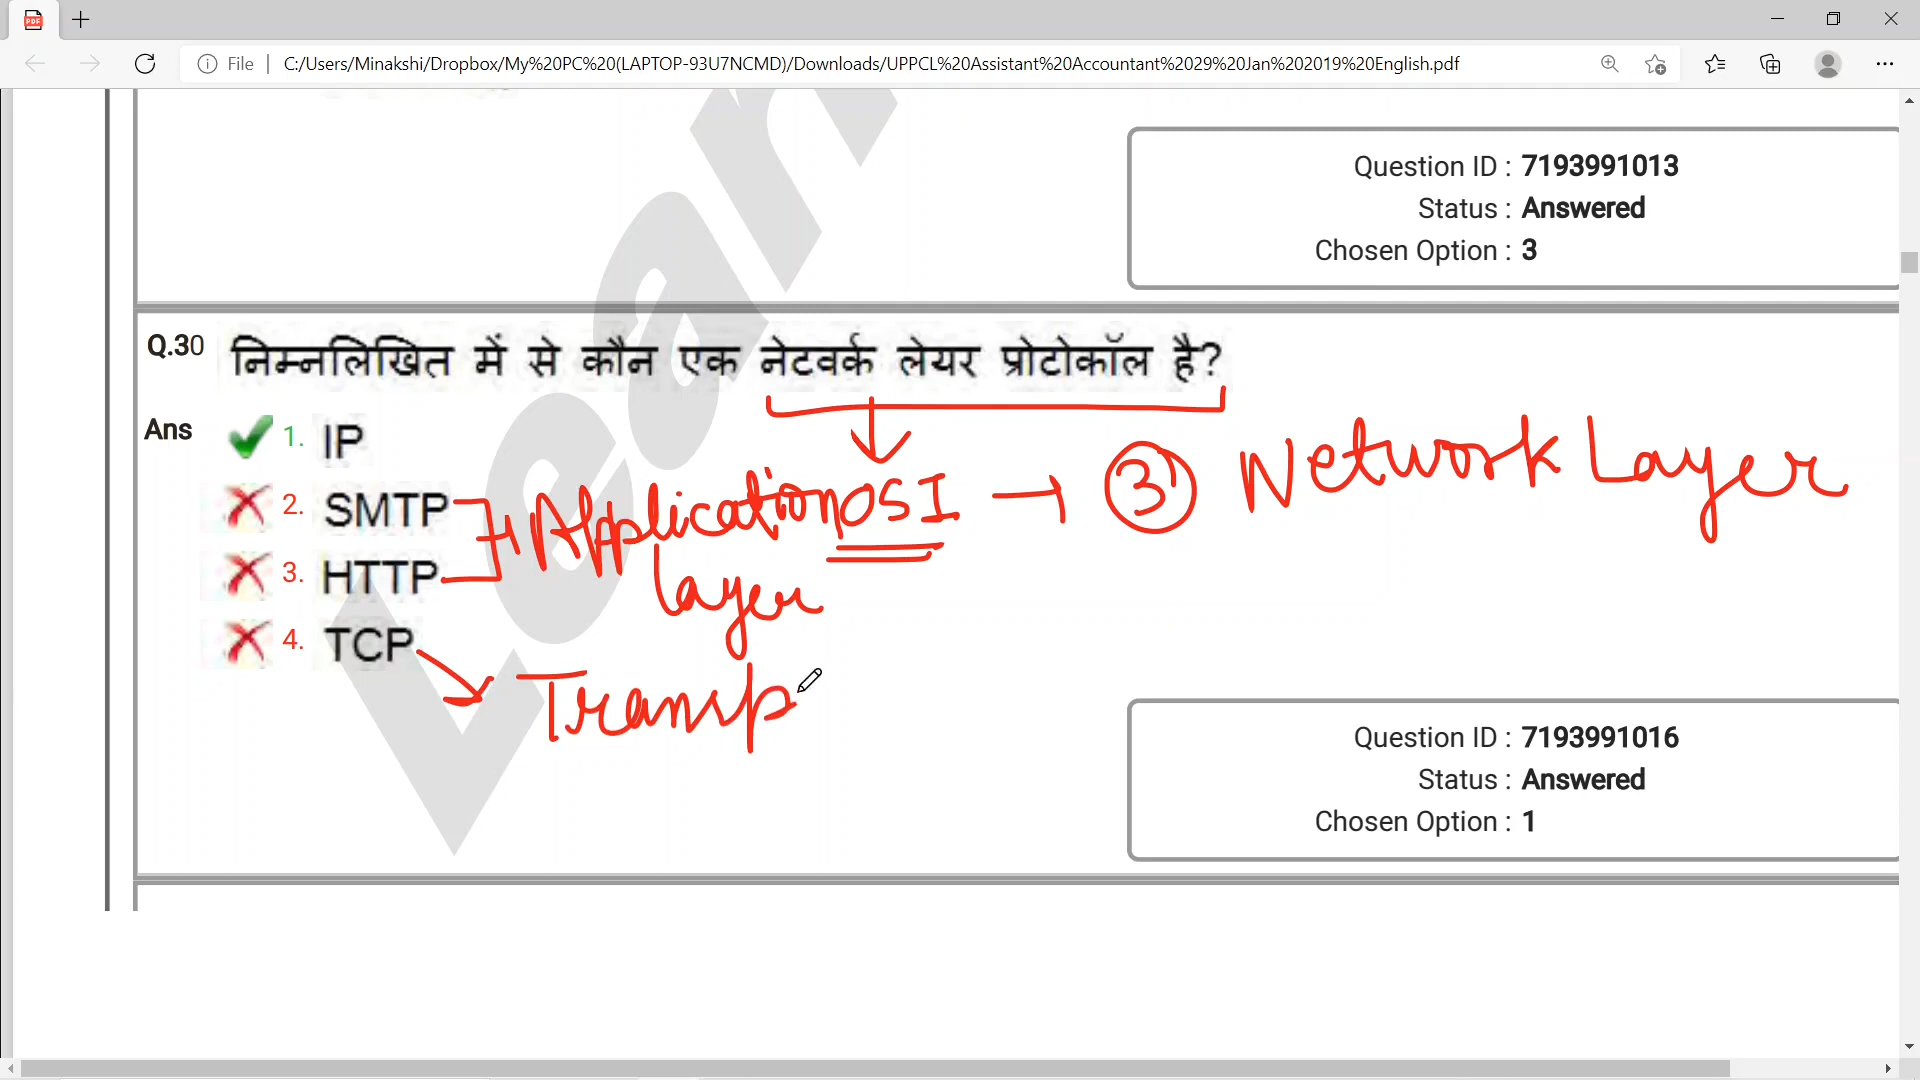 File
C:/Users/Minakshi/Dropbox/My%20PC%20(LAPTOP-93U7NCMD)/Downloads/UPPCL%20Assistant%20Accountant%2029%20Jan%202019%20English.pdf
Question ID : 7193991013
Status : Answered
Chosen Option : 3
Q.30 निम्नलिखित में से कौन एक नेटवर्क लेयर प्रोटोकॉल है?
Ans 1. IP
2. SMTP
3. HTTP
4. TCP
Application
layer
OSI → 3 Network Layer
Transp
Question ID : 7193991016
Status : Answered
Chosen Option : 1
Lear